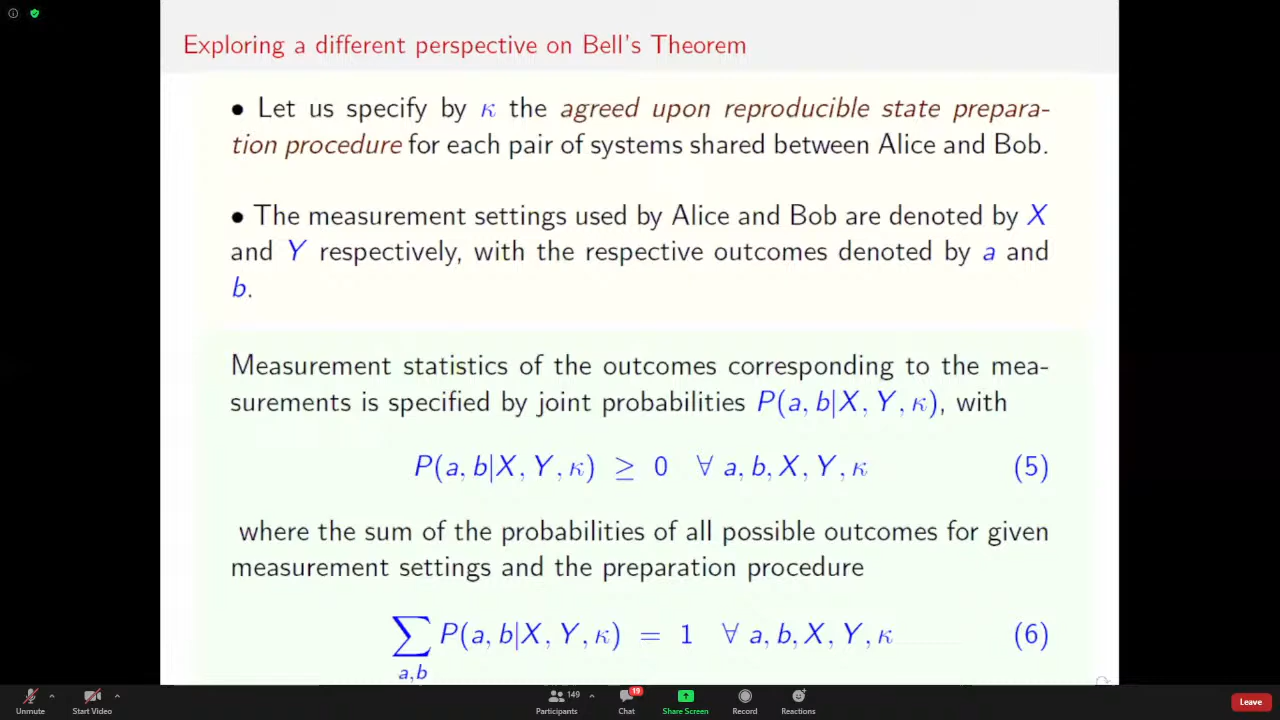 Exploring a different perspective on Bell's Theorem
• Let us specify by κ the agreed upon reproducible state prepara-
tion procedure for each pair of systems shared between Alice and Bob.
• The measurement settings used by Alice and Bob are denoted by X
and Y respectively, with the respective outcomes denoted by a and
b.
Measurement statistics of the outcomes corresponding to the mea-
surements is specified by joint probabilities P(a, b|X, Y, κ), with
P(a, b|X, Y, κ) ≥ 0 ∀ a, b, X, Y, κ (5)
where the sum of the probabilities of all possible outcomes for given
measurement settings and the preparation procedure
∑ P(a, b|X, Y, κ) = 1 ∀ a, b, X, Y, κ (6)
a,b
149 19
Unmute Start Video Participants Chat Share Screen Record Reactions Leave